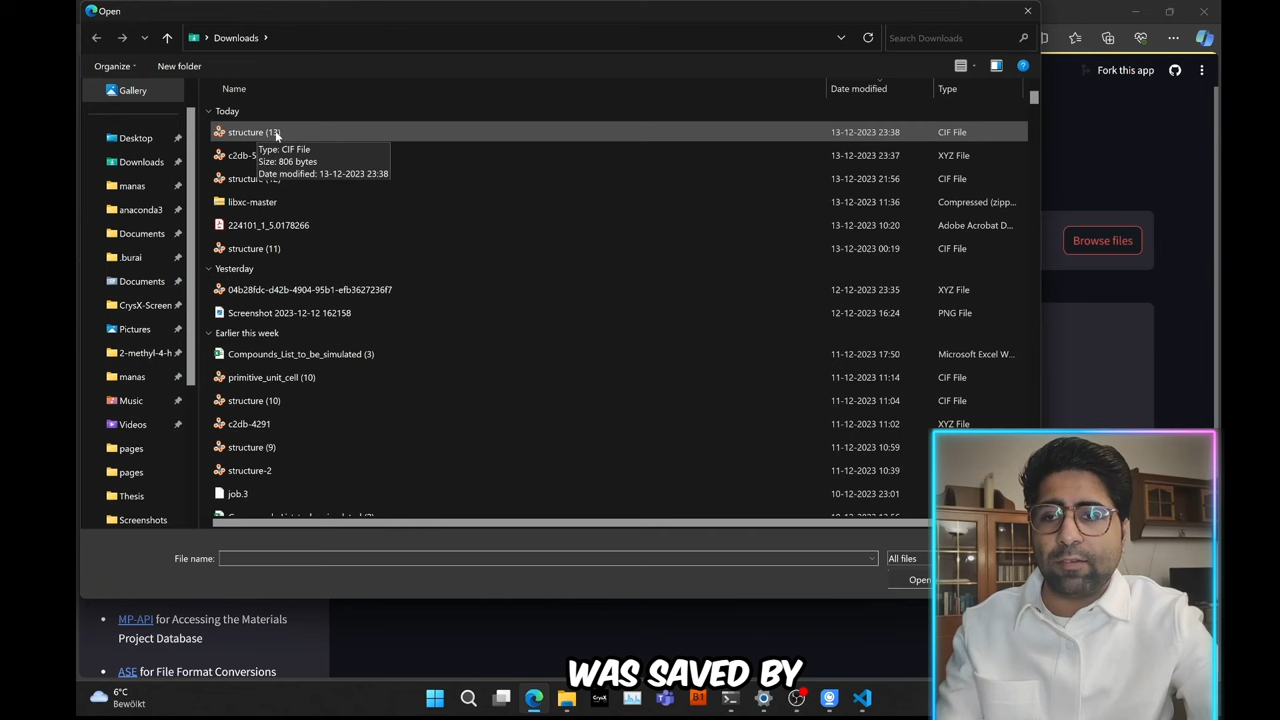 Open
Downloads
Search Downloads
Organize
New folder
Fork this app
Gallery
Name
Date modified
Type
Today
Desktop
structure (13)
13-12-2023 23:38
CIF File
Type: CIF File
Size: 806 bytes
Date modified: 13-12-2023 23:38
Downloads
c2db-5
13-12-2023 23:37
XYZ File
manas
13-12-2023 21:56
CIF File
anaconda3
libxc-master
13-12-2023 11:36
Compressed (zipp...
Documents
224101_1_5.0178266
13-12-2023 10:20
Adobe Acrobat D...
Browse files
.burai
structure (11)
13-12-2023 00:19
CIF File
Documents
Yesterday
CrysX-Screen
04b28fdc-d42b-4904-95b1-efb3627236f7
12-12-2023 23:35
XYZ File
Pictures
Screenshot 2023-12-12 162158
12-12-2023 16:24
PNG File
2-methyl-4-h
Earlier this week
Compounds_List_to_be_simulated (3)
11-12-2023 17:50
Microsoft Excel W...
manas
primitive_unit_cell (10)
11-12-2023 11:14
CIF File
Music
structure (10)
11-12-2023 11:04
CIF File
Videos
c2db-4291
11-12-2023 11:02
XYZ File
pages
structure (9)
11-12-2023 10:59
CIF File
pages
structure-2
11-12-2023 10:39
Thesis
job.3
10-12-2023 23:01
Screenshots
File name:
All files
Open
MP-API for Accessing the Materials
Project Database
ASE for File Format Conversions
WAS SAVED BY
6°C
Bewölkt
CrysX
B1